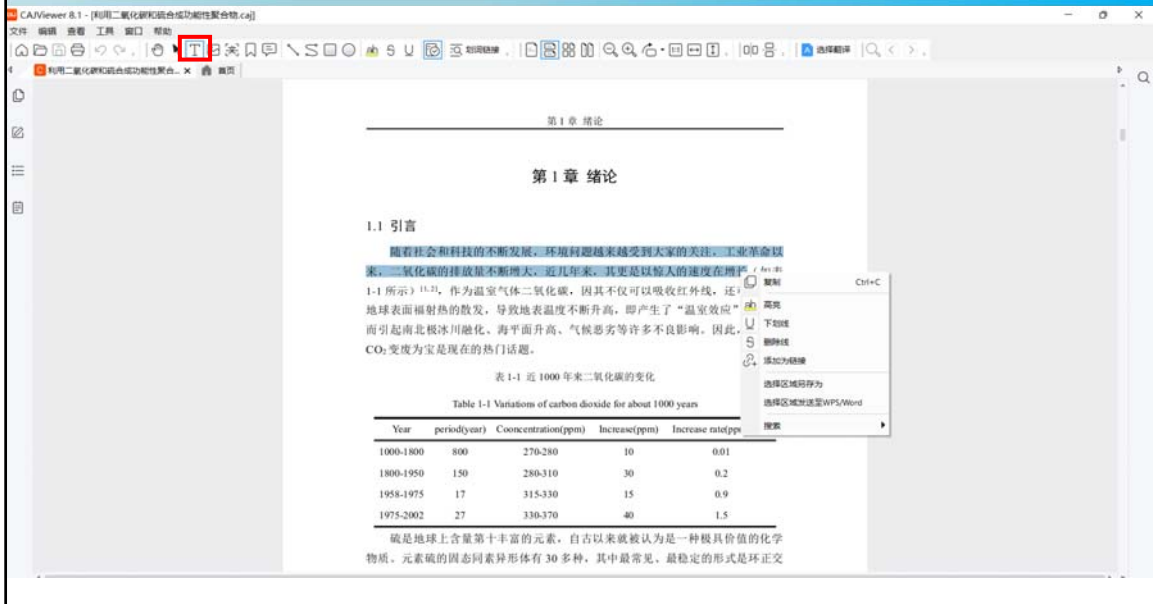 CAJViewer 8.1 - [利用二氧化碳和硫合成功能性聚合物.caj]
文件 编辑 查看 工具 窗口 帮助
T S U 划词链接 选择翻译
利用二氧化碳和硫合成功能性聚合... × 首页
第 1 章 绪论
第 1 章 绪论
1.1 引言
随着社会和科技的不断发展，环境问题越来越受到大家的关注，工业革命以
来，二氧化碳的排放量不断增大，近几年来，其更是以惊人的速度在增长（如表
1-1 所示）[1,2]，作为温室气体二氧化碳，因其不仅可以吸收红外线，还
地球表面福射热的散发，导致地表温度不断升高，即产生了“温室效应”
而引起南北极冰川融化、海平面升高、气候恶劣等许多不良影响。因此，
CO2变废为宝是现在的热门话题。
复制 Ctrl+C
高亮
下划线
删除线
添加为链接
选择区域另存为
选择区域发送至WPS/Word
搜索
表 1-1 近 1000 年来二氧化碳的变化
Table 1-1 Variations of carbon dioxide for about 1000 years
Year period(year) Cooncentration(ppm) Increase(ppm) Increase rate(pp
1000-1800 800 270-280 10 0.01
1800-1950 150 280-310 30 0.2
1958-1975 17 315-330 15 0.9
1975-2002 27 330-370 40 1.5
硫是地球上含量第十丰富的元素，自古以来就被认为是一种极具价值的化学
物质。元素硫的固态同素异形体有 30 多种，其中最常见、最稳定的形式是环正交